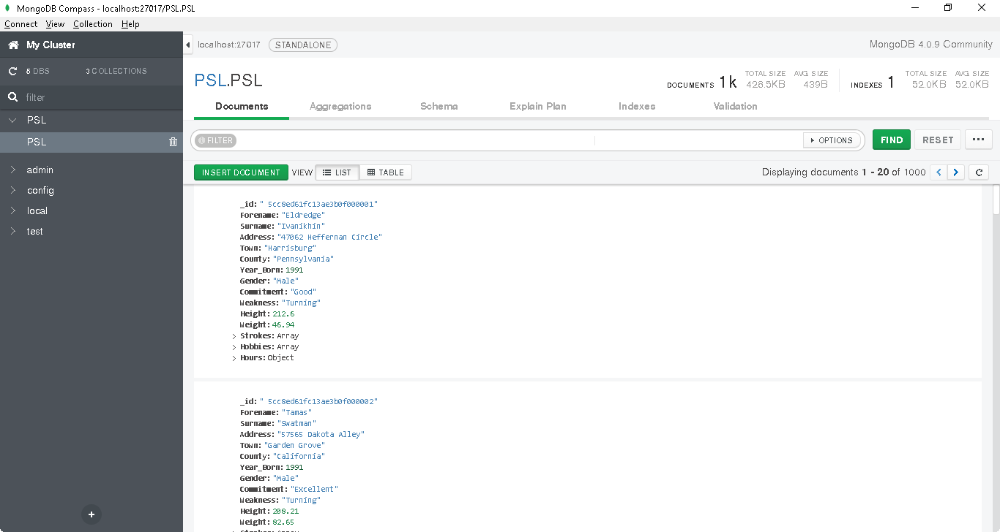 MongoDB Compass - localhost:27017/PSL.PSL
Connect View Collection Help
My Cluster
localhost:27017 STANDALONE
MongoDB 4.0.9 Community
5 DBS 3 COLLECTIONS
filter
PSL
PSL
admin
config
local
test
PSL.PSL
DOCUMENTS 1k TOTAL SIZE 428.5KB AVG. SIZE 439B
INDEXES 1 TOTAL SIZE 52.0KB AVG. SIZE 52.0KB
Documents Aggregations Schema Explain Plan Indexes Validation
FILTER OPTIONS FIND RESET ...
INSERT DOCUMENT VIEW LIST TABLE
Displaying documents 1 - 20 of 1000
_id: " 5cc8ed61fc13ae3b0f000001"
Forename: "Eldredge"
Surname: "Ivanikhin"
Address: "47062 Heffernan Circle"
Town: "Harrisburg"
County: "Pennsylvania"
Year_Born: 1991
Gender: "Male"
Commitment: "Good"
Weakness: "Turning"
Height: 212.6
Weight: 46.94
Strokes: Array
Hobbies: Array
Hours: Object
_id: " 5cc8ed61fc13ae3b0f000002"
Forename: "Tamas"
Surname: "Swatman"
Address: "57565 Dakota Alley"
Town: "Garden Grove"
County: "California"
Year_Born: 1991
Gender: "Male"
Commitment: "Excellent"
Weakness: "Turning"
Height: 208.21
Weight: 82.65